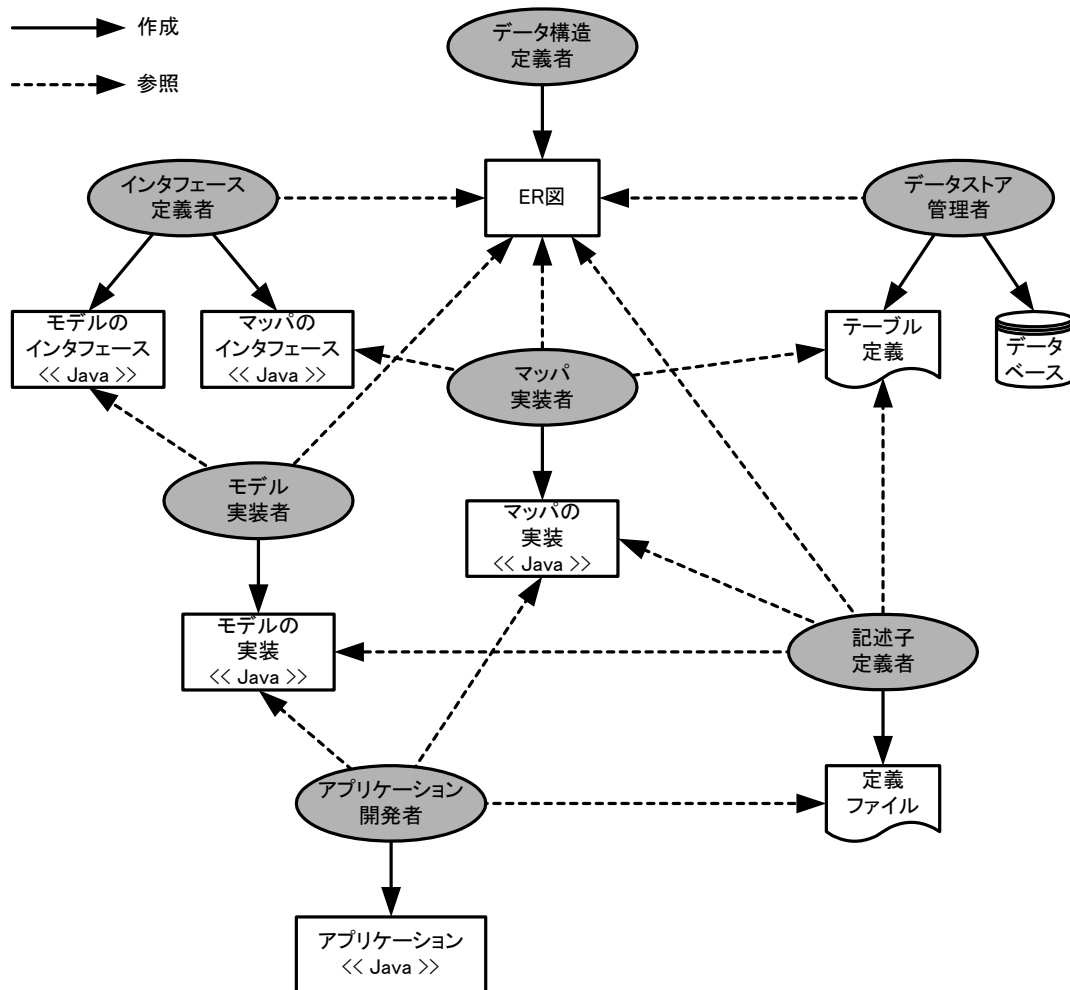 作成
参照
データ構造
定義者
インタフェース
定義者
ER図
データストア
管理者
モデルの
インタフェース
<< Java >>
マッパの
インタフェース
<< Java >>
マッパ
実装者
テーブル
定義
データ
ベース
モデル
実装者
マッパの
実装
<< Java >>
モデルの
実装
<< Java >>
記述子
定義者
アプリケーション
開発者
定義
ファイル
アプリケーション
<< Java >>